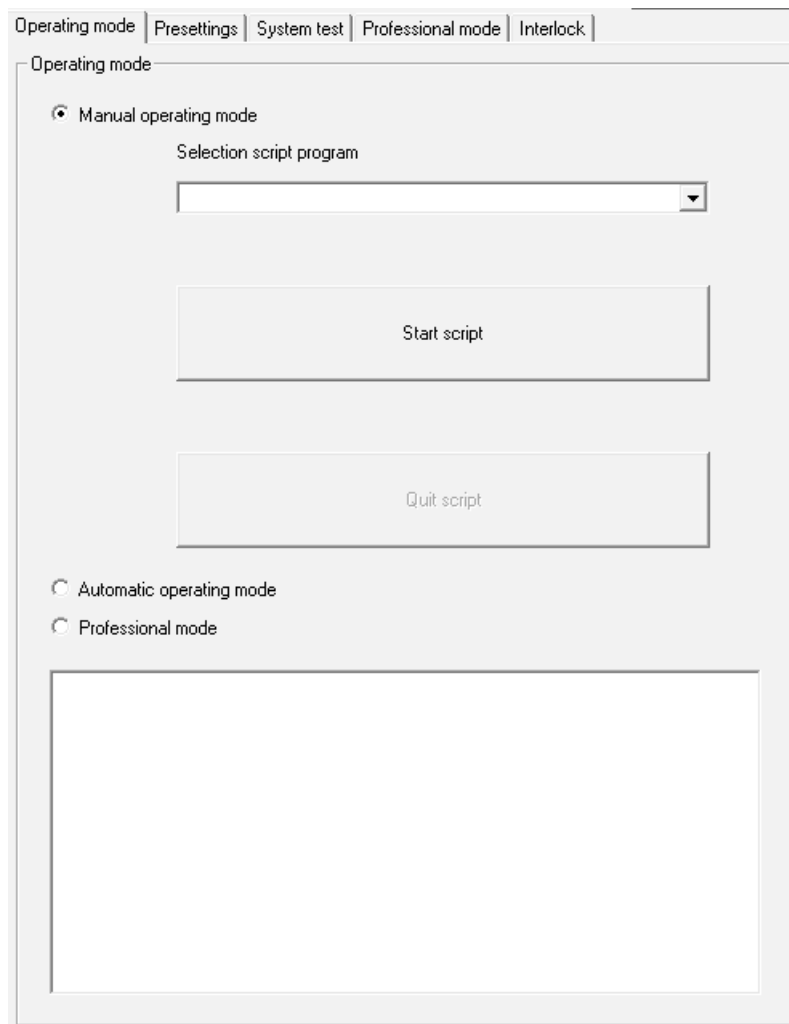 Operating mode Presettings System test Professional mode Interlock
Operating mode
Manual operating mode
Selection script program
Start script
Quit script
Automatic operating mode
Professional mode